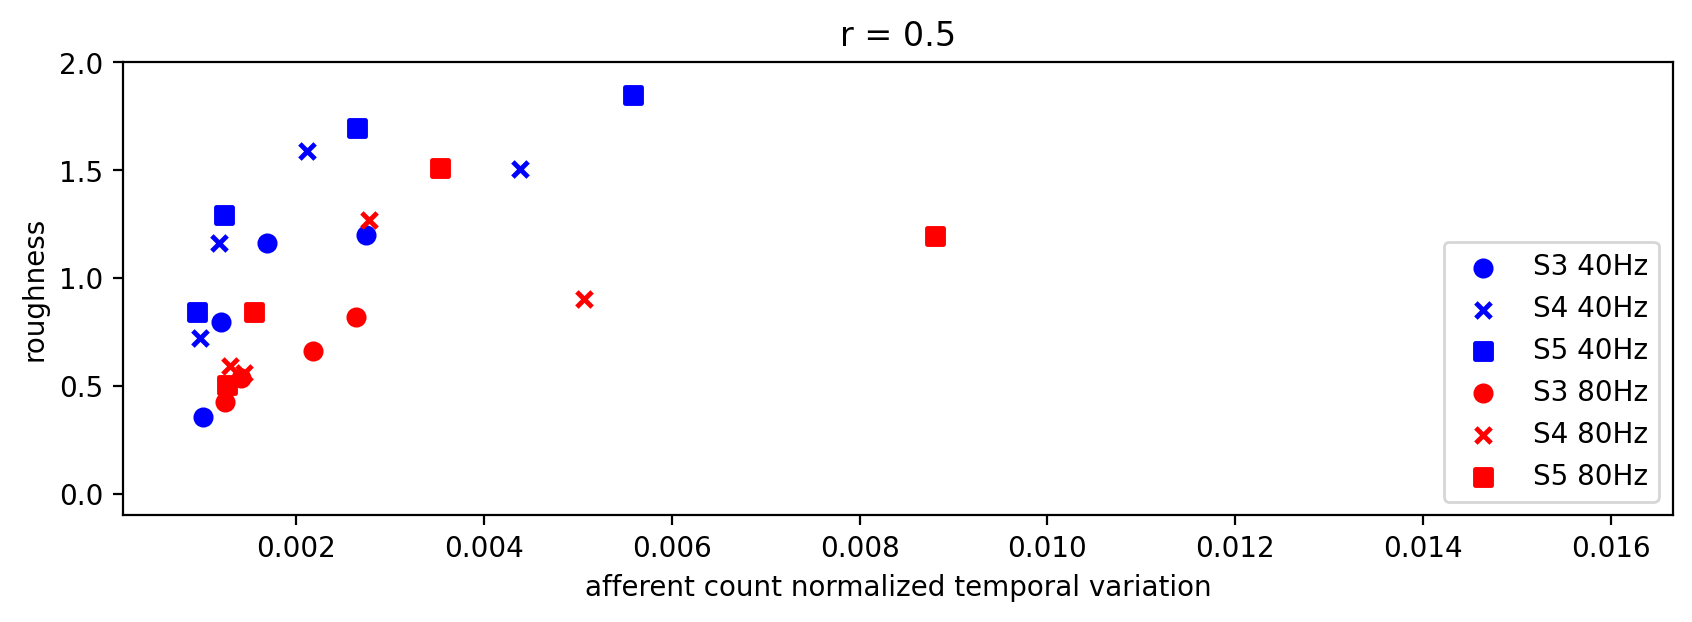 r = 0.5
2.0
1.5
1.0
0.5
0.0
roughness
S3 40Hz
S4 40Hz
S5 40Hz
S3 80Hz
S4 80Hz
S5 80Hz
0.002 0.004 0.006 0.008 0.010 0.012 0.014 0.016
afferent count normalized temporal variation